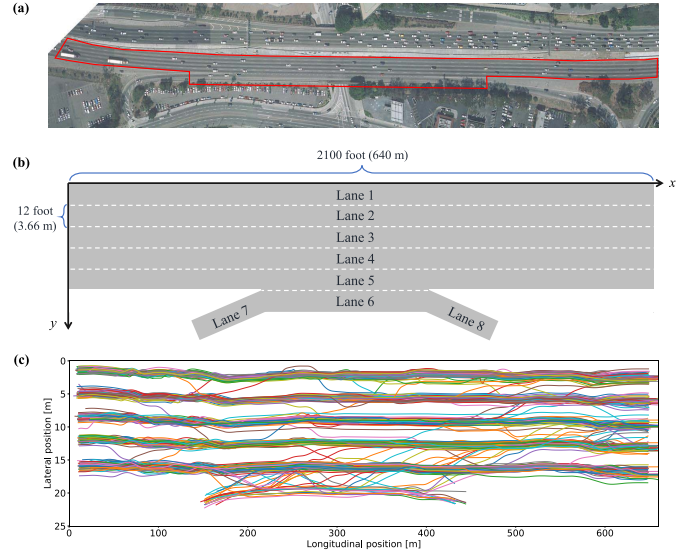 (a)
(b)
2100 foot (640 m)
x
Lane 1
12 foot
(3.66 m)
Lane 2
Lane 3
Lane 4
Lane 5
Lane 6
Lane 7
Lane 8
y
(c)
0
5
10
15
20
25
Lateral position [m]
0 100 200 300 400 500 600
Longitudinal position [m]